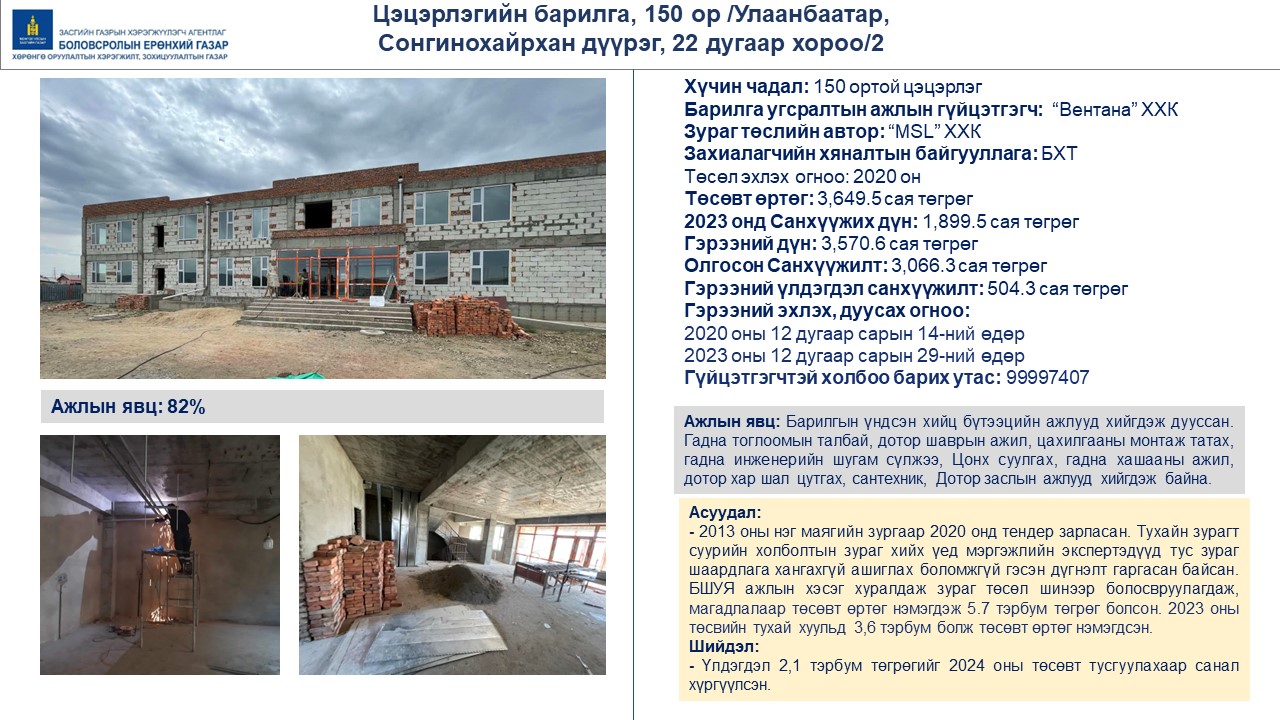 Цэцэрлэгийн барилга, 150 ор /Улаанбаатар,
Сонгинохайрхан дүүрэг, 22 дугаар хороо/2
ЗАСГИЙН ГАЗРЫН ХЭРЭГЖҮҮЛЭГЧ АГЕНТЛАГ
БОЛОВСРОЛЫН ЕРӨНХИЙ ГАЗАР
ХӨРӨНГӨ ОРУУЛАЛТЫН ХЭРЭГЖИЛТ, ЗОХИЦУУЛАЛТЫН ГАЗАР
Ажлын явц: 82%
Хүчин чадал: 150 ортой цэцэрлэг
Барилга угсралтын ажлын гүйцэтгэгч: “Вентана” ХХК
Зураг төслийн автор: “MSL” ХХК
Захиалагчийн хяналтын байгууллага: БХТ
Төсөл эхлэх огноо: 2020 он
Төсөвт өртөг: 3,649.5 сая төгрөг
2023 онд Санхүүжих дүн: 1,899.5 сая төгрөг
Гэрээний дүн: 3,570.6 сая төгрөг
Олгосон Санхүүжилт: 3,066.3 сая төгрөг
Гэрээний үлдэгдэл санхүүжилт: 504.3 сая төгрөг
Гэрээний эхлэх, дуусах огноо:
2020 оны 12 дугаар сарын 14-ний өдөр
2023 оны 12 дугаар сарын 29-ний өдөр
Гүйцэтгэгчтэй холбоо барих утас: 99997407
Ажлын явц: Барилгын үндсэн хийц бүтээцийн ажлууд хийгдэж дууссан.
Гадна тоглоомын талбай, дотор шаврын ажил, цахилгааны монтаж татах,
гадна инженерийн шугам сүлжээ, Цонх суулгах, гадна хашааны ажил,
дотор хар шал цутгах, сантехник, Дотор заслын ажлууд хийгдэж байна.
Асуудал:
- 2013 оны нэг маягийн зургаар 2020 онд тендер зарласан. Тухайн зурагт
суурийн холболтын зураг хийх үед мэргэжлийн экспертэдүүд тус зураг
шаардлага хангахгүй ашиглах боломжгүй гэсэн дүгнэлт гаргасан байсан.
БШУЯ ажлын хэсэг хуралдаж зураг төсөл шинээр болосвруулагдаж,
магадлалаар төсөвт өртөг нэмэгдэж 5.7 тэрбум төгрөг болсон. 2023 оны
төсвийн тухай хуульд 3,6 тэрбум болж төсөвт өртөг нэмэгдсэн.
Шийдэл:
- Үлдэгдэл 2,1 тэрбум төгрөгийг 2024 оны төсөвт тусгуулахаар санал
хүргүүлсэн.